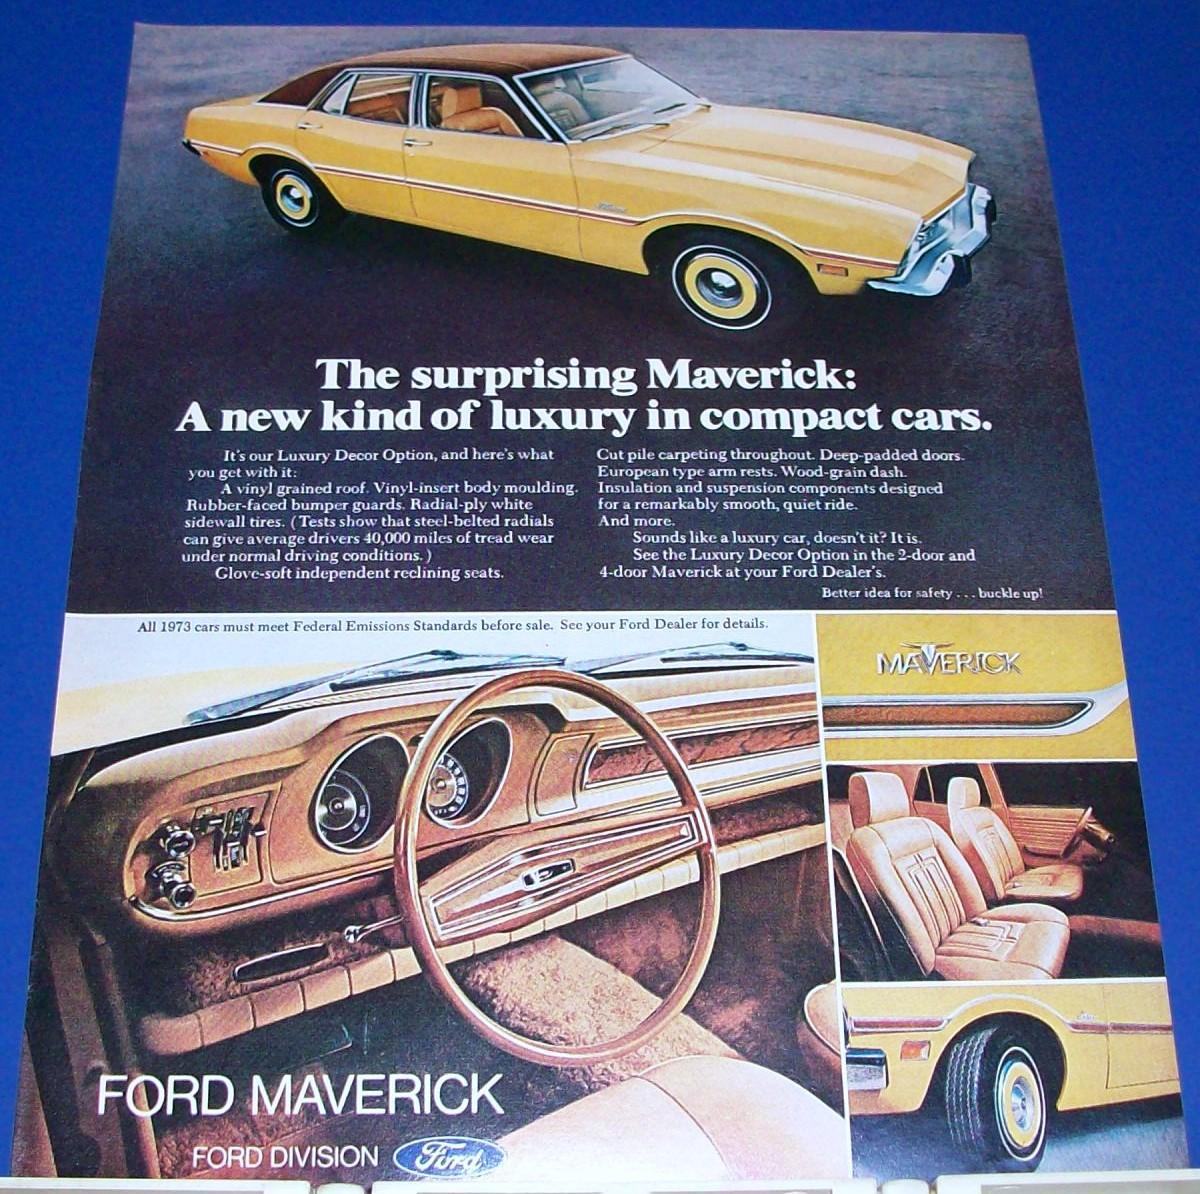 The surprising Maverick:
A new kind of luxury in compact cars.
It's our Luxury Decor Option, and here's what
you get with it:
A vinyl grained roof. Vinyl-insert body moulding.
Rubber-faced bumper guards. Radial-ply white
sidewall tires. (Tests show that steel-belted radials
can give average drivers 40,000 miles of tread wear
under normal driving conditions.)
Glove-soft independent reclining seats.
Cut pile carpeting throughout. Deep-padded doors.
European type arm rests. Wood-grain dash.
Insulation and suspension components designed
for a remarkably smooth, quiet ride.
And more.
Sounds like a luxury car, doesn't it? It is.
See the Luxury Decor Option in the 2-door and
4-door Maverick at your Ford Dealer's.
Better idea for safety . . . buckle up!
All 1973 cars must meet Federal Emissions Standards before sale. See your Ford Dealer for details.
MAVERICK
FORD MAVERICK
FORD DIVISION Ford